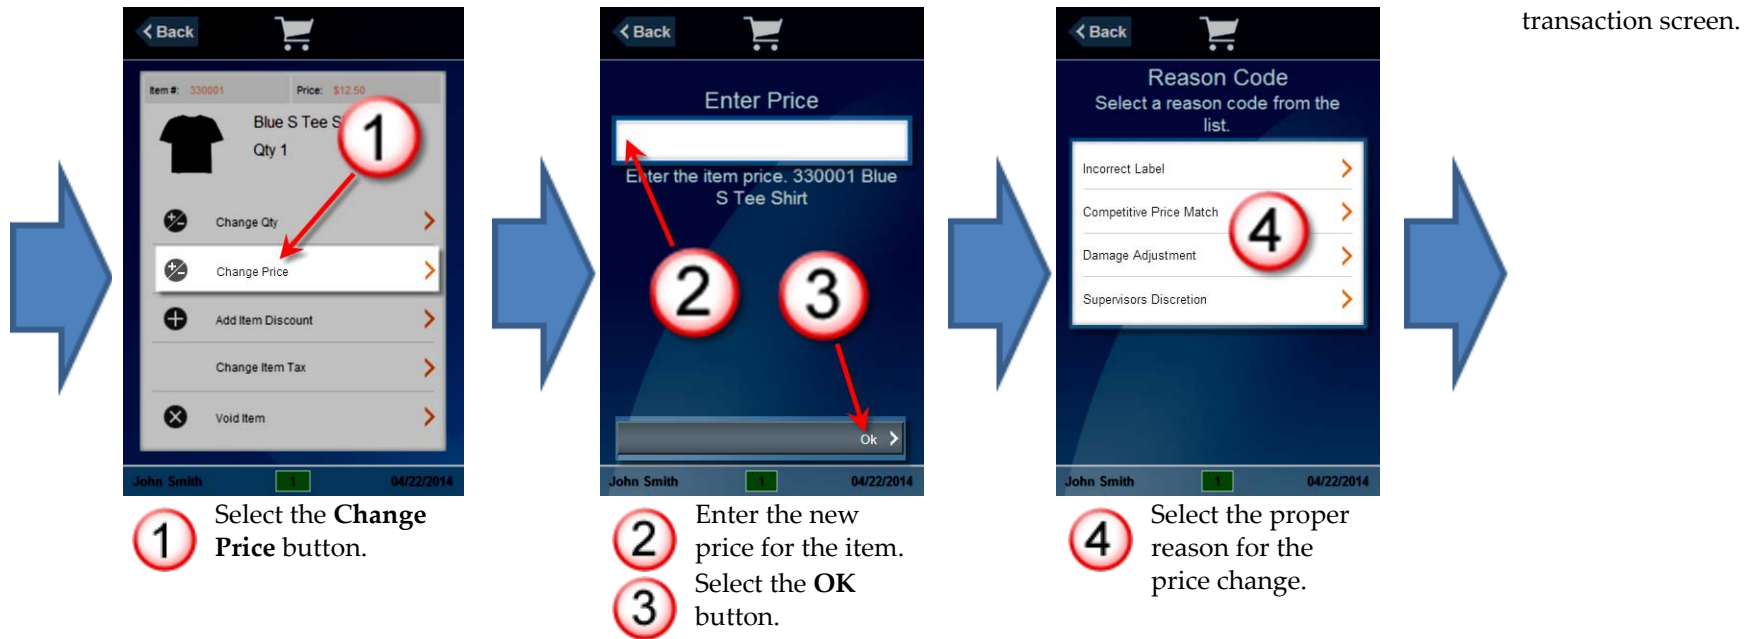 Back
Item #: 330001 Price: $12.50
Blue S Tee S
Qty 1
1
Change Qty
Change Price
Add Item Discount
Change Item Tax
Void Item
John Smith 1 04/22/2014
1
Select the Change
Price button.
Back
Enter Price
Enter the item price. 330001 Blue
S Tee Shirt
2
3
Ok
John Smith 1 04/22/2014
2
Enter the new
price for the item.
3
Select the OK
button.
Back
Reason Code
Select a reason code from the
list.
Incorrect Label
Competitive Price Match
4
Damage Adjustment
Supervisors Discretion
John Smith 1 04/22/2014
4
Select the proper
reason for the
price change.
transaction screen.